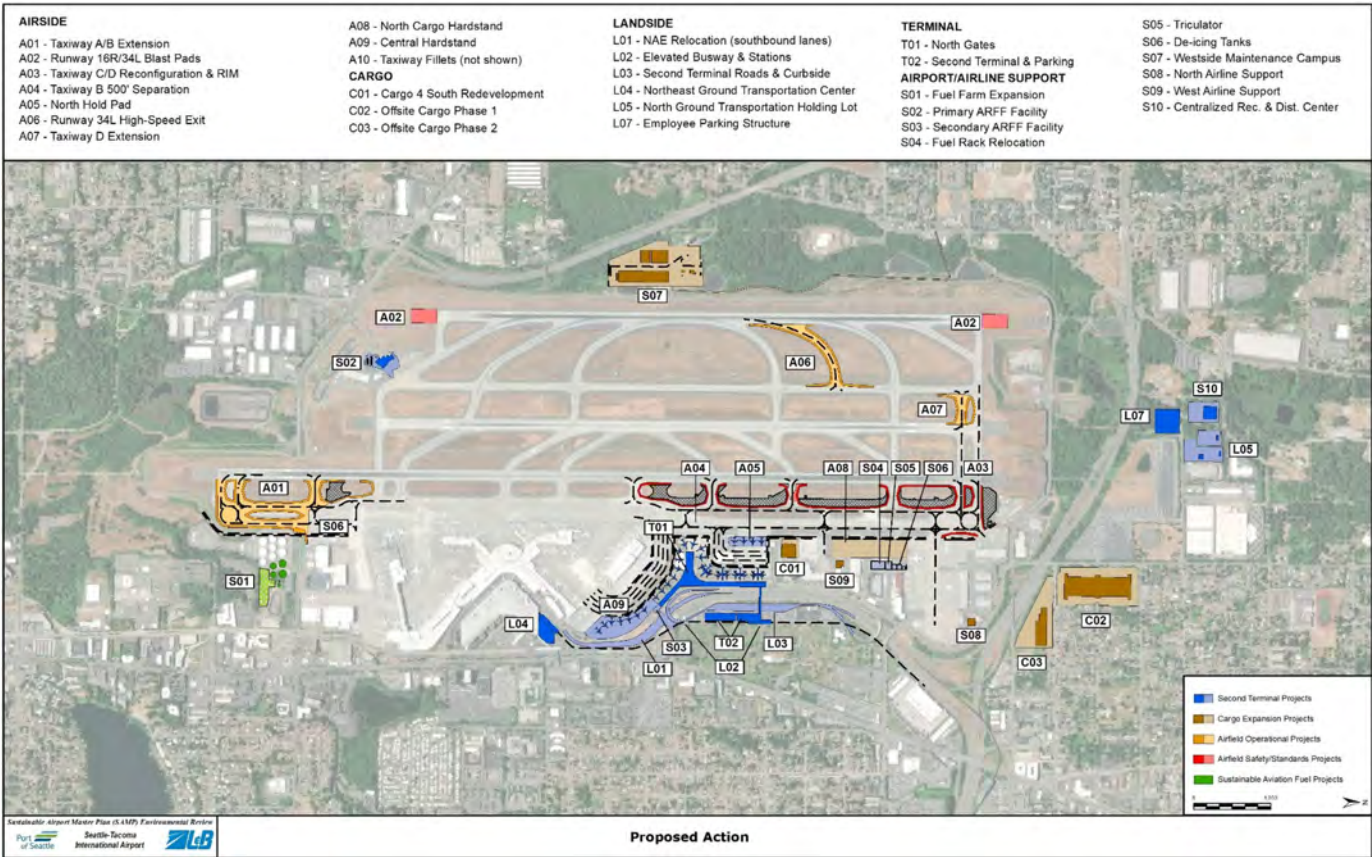 AIRSIDE
A01 - Taxiway A/B Extension
A02 - Runway 16R/34L Blast Pads
A03 - Taxiway C/D Reconfiguration & RIM
A04 - Taxiway B 500' Separation
A05 - North Hold Pad
A06 - Runway 34L High-Speed Exit
A07 - Taxiway D Extension
A08 - North Cargo Hardstand
A09 - Central Hardstand
A10 - Taxiway Fillets (not shown)
CARGO
C01 - Cargo 4 South Redevelopment
C02 - Offsite Cargo Phase 1
C03 - Offsite Cargo Phase 2
LANDSIDE
L01 - NAE Relocation (southbound lanes)
L02 - Elevated Busway & Stations
L03 - Second Terminal Roads & Curbside
L04 - Northeast Ground Transportation Center
L05 - North Ground Transportation Holding Lot
L07 - Employee Parking Structure
TERMINAL
T01 - North Gates
T02 - Second Terminal & Parking
AIRPORT/AIRLINE SUPPORT
S01 - Fuel Farm Expansion
S02 - Primary ARFF Facility
S03 - Secondary ARFF Facility
S04 - Fuel Rack Relocation
S05 - Triculator
S06 - De-icing Tanks
S07 - Westside Maintenance Campus
S08 - North Airline Support
S09 - West Airline Support
S10 - Centralized Rec. & Dist. Center
S07
A02
A02
S02
A06
A07
S10
L07
L05
A01
A04
A05
A08
S04
S05
S06
A03
S06
T01
C01
S09
S01
A09
L04
S03
T02
L03
L01
L02
S08
C02
C03
Second Terminal Projects
Cargo Expansion Projects
Airfield Operational Projects
Airfield Safety/Standards Projects
Sustainable Aviation Fuel Projects
0
Z
Sustainable Airport Master Plan (SAMP) Environmental Review
Port of Seattle
Seattle-Tacoma
International Airport
L&B
Proposed Action